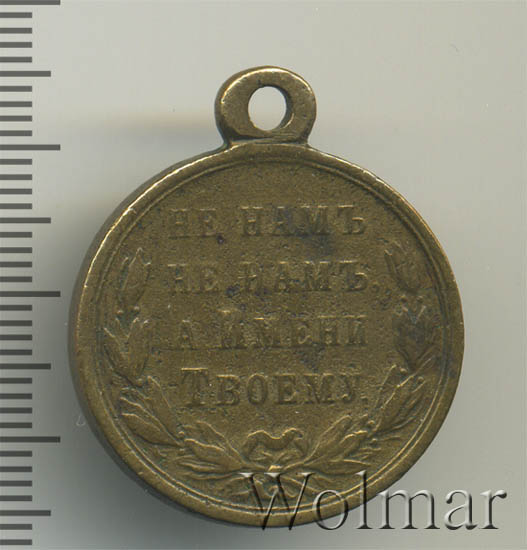 НЕ НАМЪ
НЕ НАМЪ,
А ИМЕНИ
ТВОЕМУ.
Wolmar